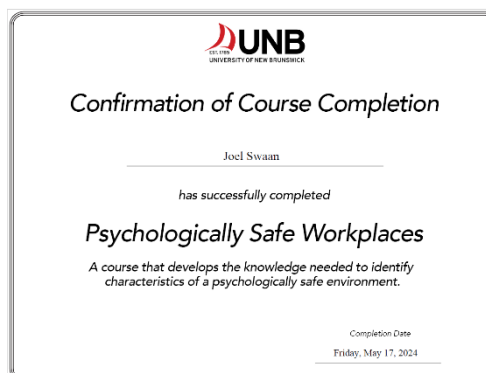 UNB
EST. 1785
UNIVERSITY OF NEW BRUNSWICK
Confirmation of Course Completion
Joel Swaan
has successfully completed
Psychologically Safe Workplaces
A course that develops the knowledge needed to identify
characteristics of a psychologically safe environment.
Completion Date
Friday, May 17, 2024